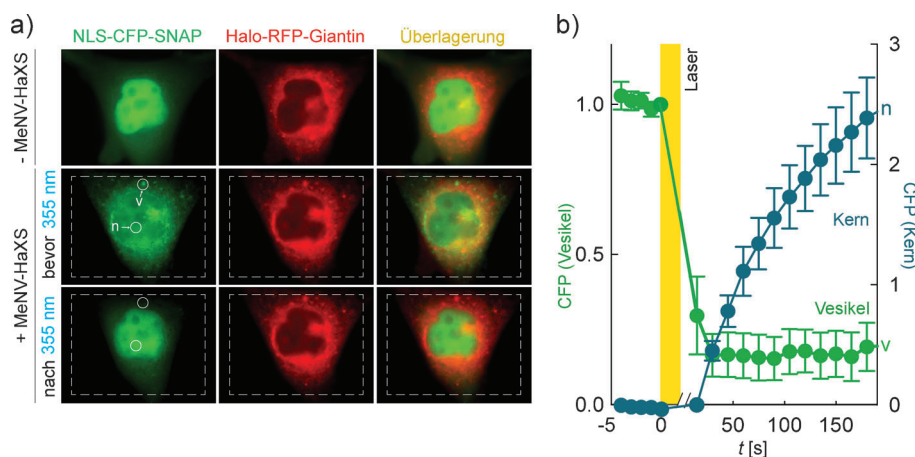 a)
NLS-CFP-SNAP
Halo-RFP-Giantin
Überlagerung
- MeNV-HaXS
+ MeNV-HaXS
bevor 355 nm
nach 355 nm
v
n
b)
Laser
CFP (Vesikel)
1.0
0.5
0.0
CFP (Kern)
3
2
1
0
n
Kern
Vesikel
v
-5 0 50 100 150
t [s]